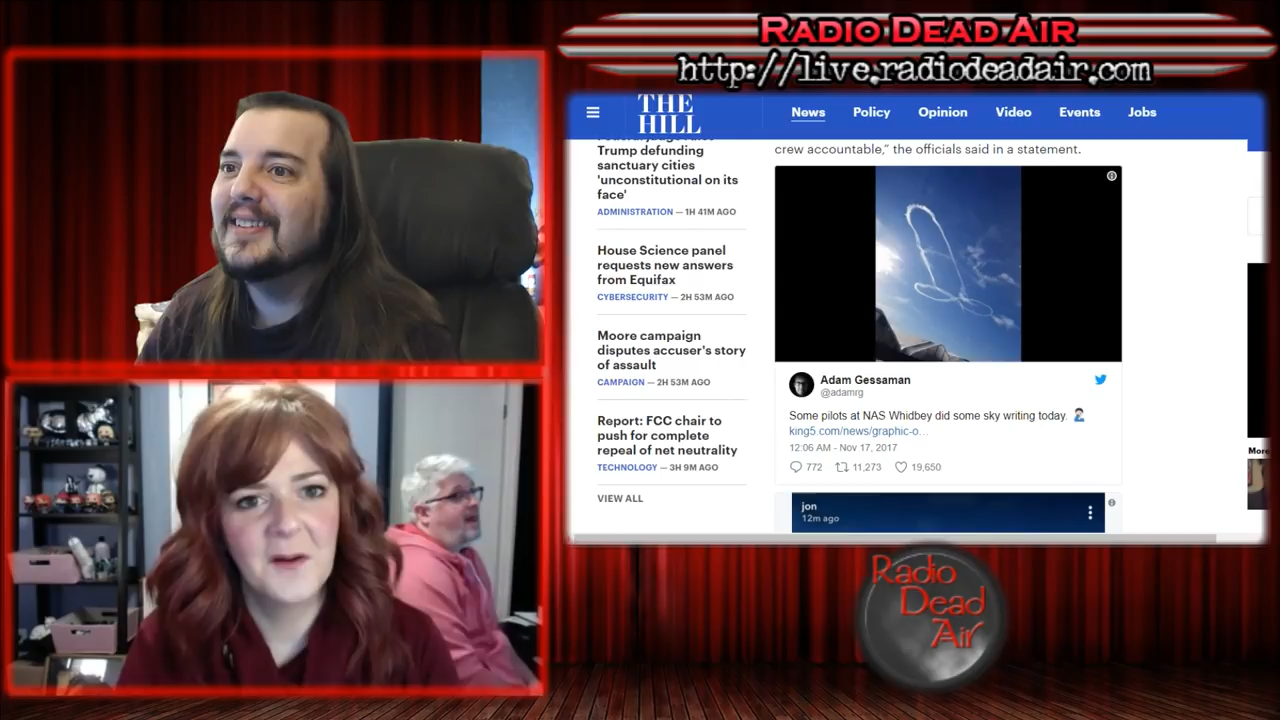 Radio Dead Air
http://live.radiodeadair.com
THE
HILL
News
Policy
Opinion
Video
Events
Jobs
Trump defunding
sanctuary cities
'unconstitutional on its
face'
ADMINISTRATION — 1H 41M AGO
House Science panel
requests new answers
from Equifax
CYBERSECURITY — 2H 53M AGO
Moore campaign
disputes accuser's story
of assault
CAMPAIGN — 2H 53M AGO
Report: FCC chair to
push for complete
repeal of net neutrality
TECHNOLOGY — 3H 9M AGO
VIEW ALL
crew accountable,” the officials said in a statement.
Adam Gessaman
@adamrg
Some pilots at NAS Whidbey did some sky writing today.
king5.com/news/graphic-o…
12:06 AM - Nov 17, 2017
772 11,273 19,650
jon
12m ago
More
Radio
Dead
Air